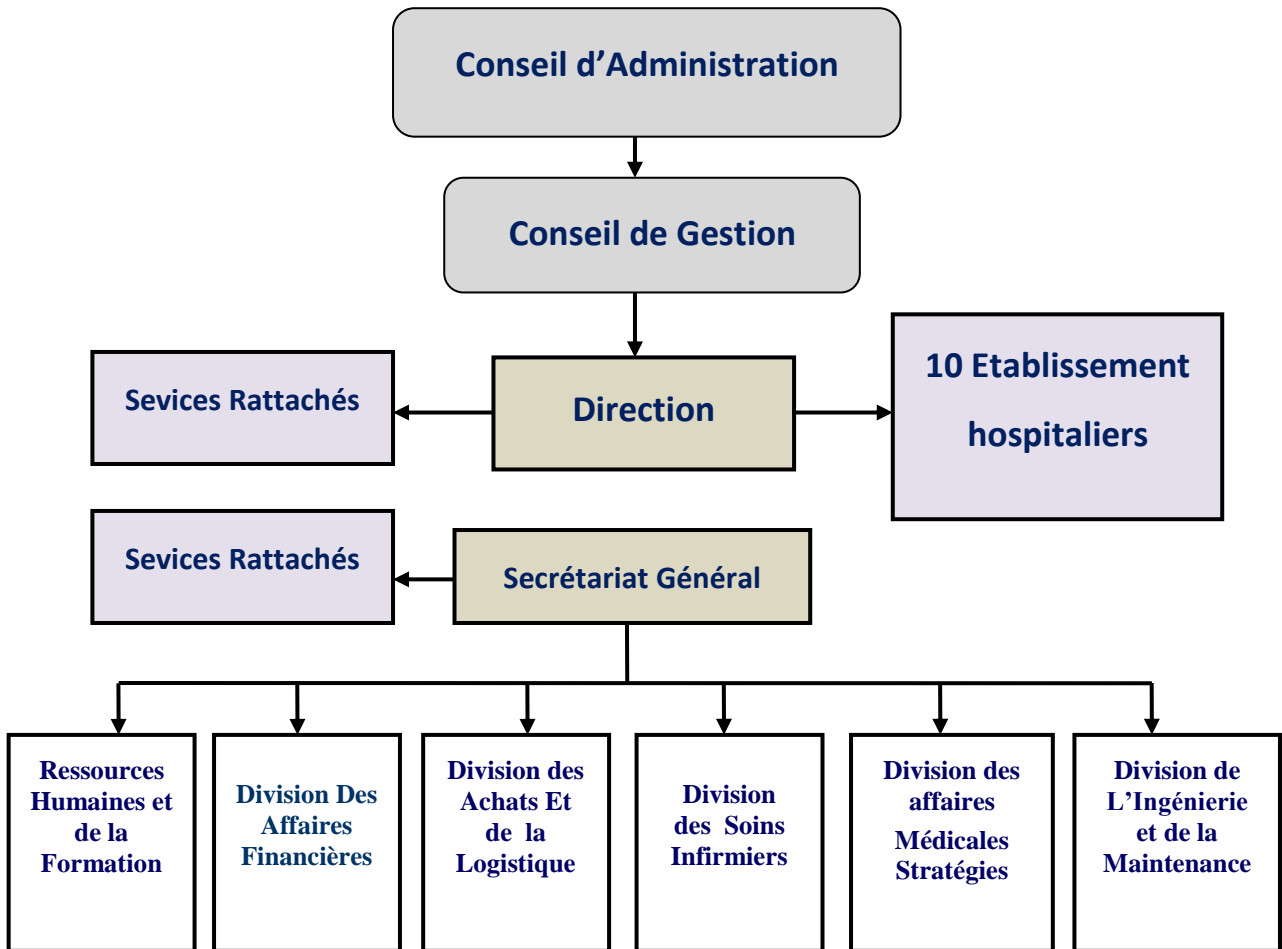 Conseil d’Administration
Conseil de Gestion
Sevices Rattachés
Direction
10 Etablissement
hospitaliers
Sevices Rattachés
Secrétariat Général
Ressources
Humaines et
de la
Formation
Division Des
Affaires
Financières
Division des
Achats Et
de la
Logistique
Division
des Soins
Infirmiers
Division des
affaires
Médicales
Stratégies
Division de
L’Ingénierie
et de la
Maintenance